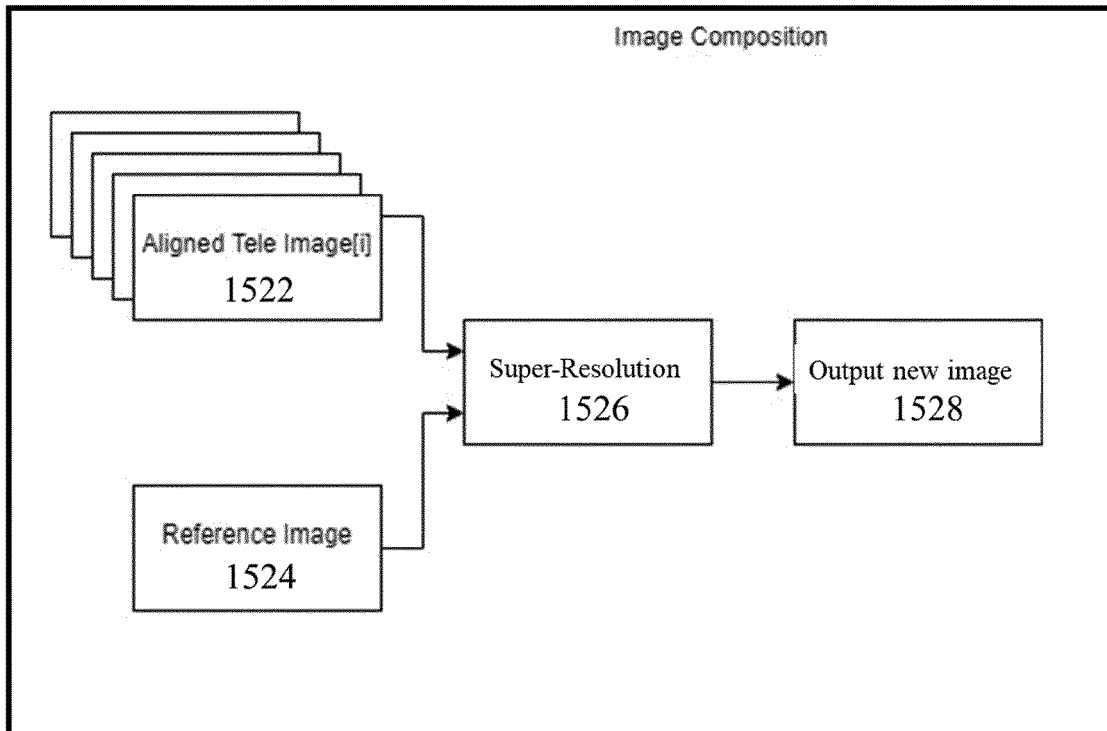 Image Composition
Aligned Tele Image[i]
1522
Super-Resolution
1526
Output new image
1528
Reference Image
1524